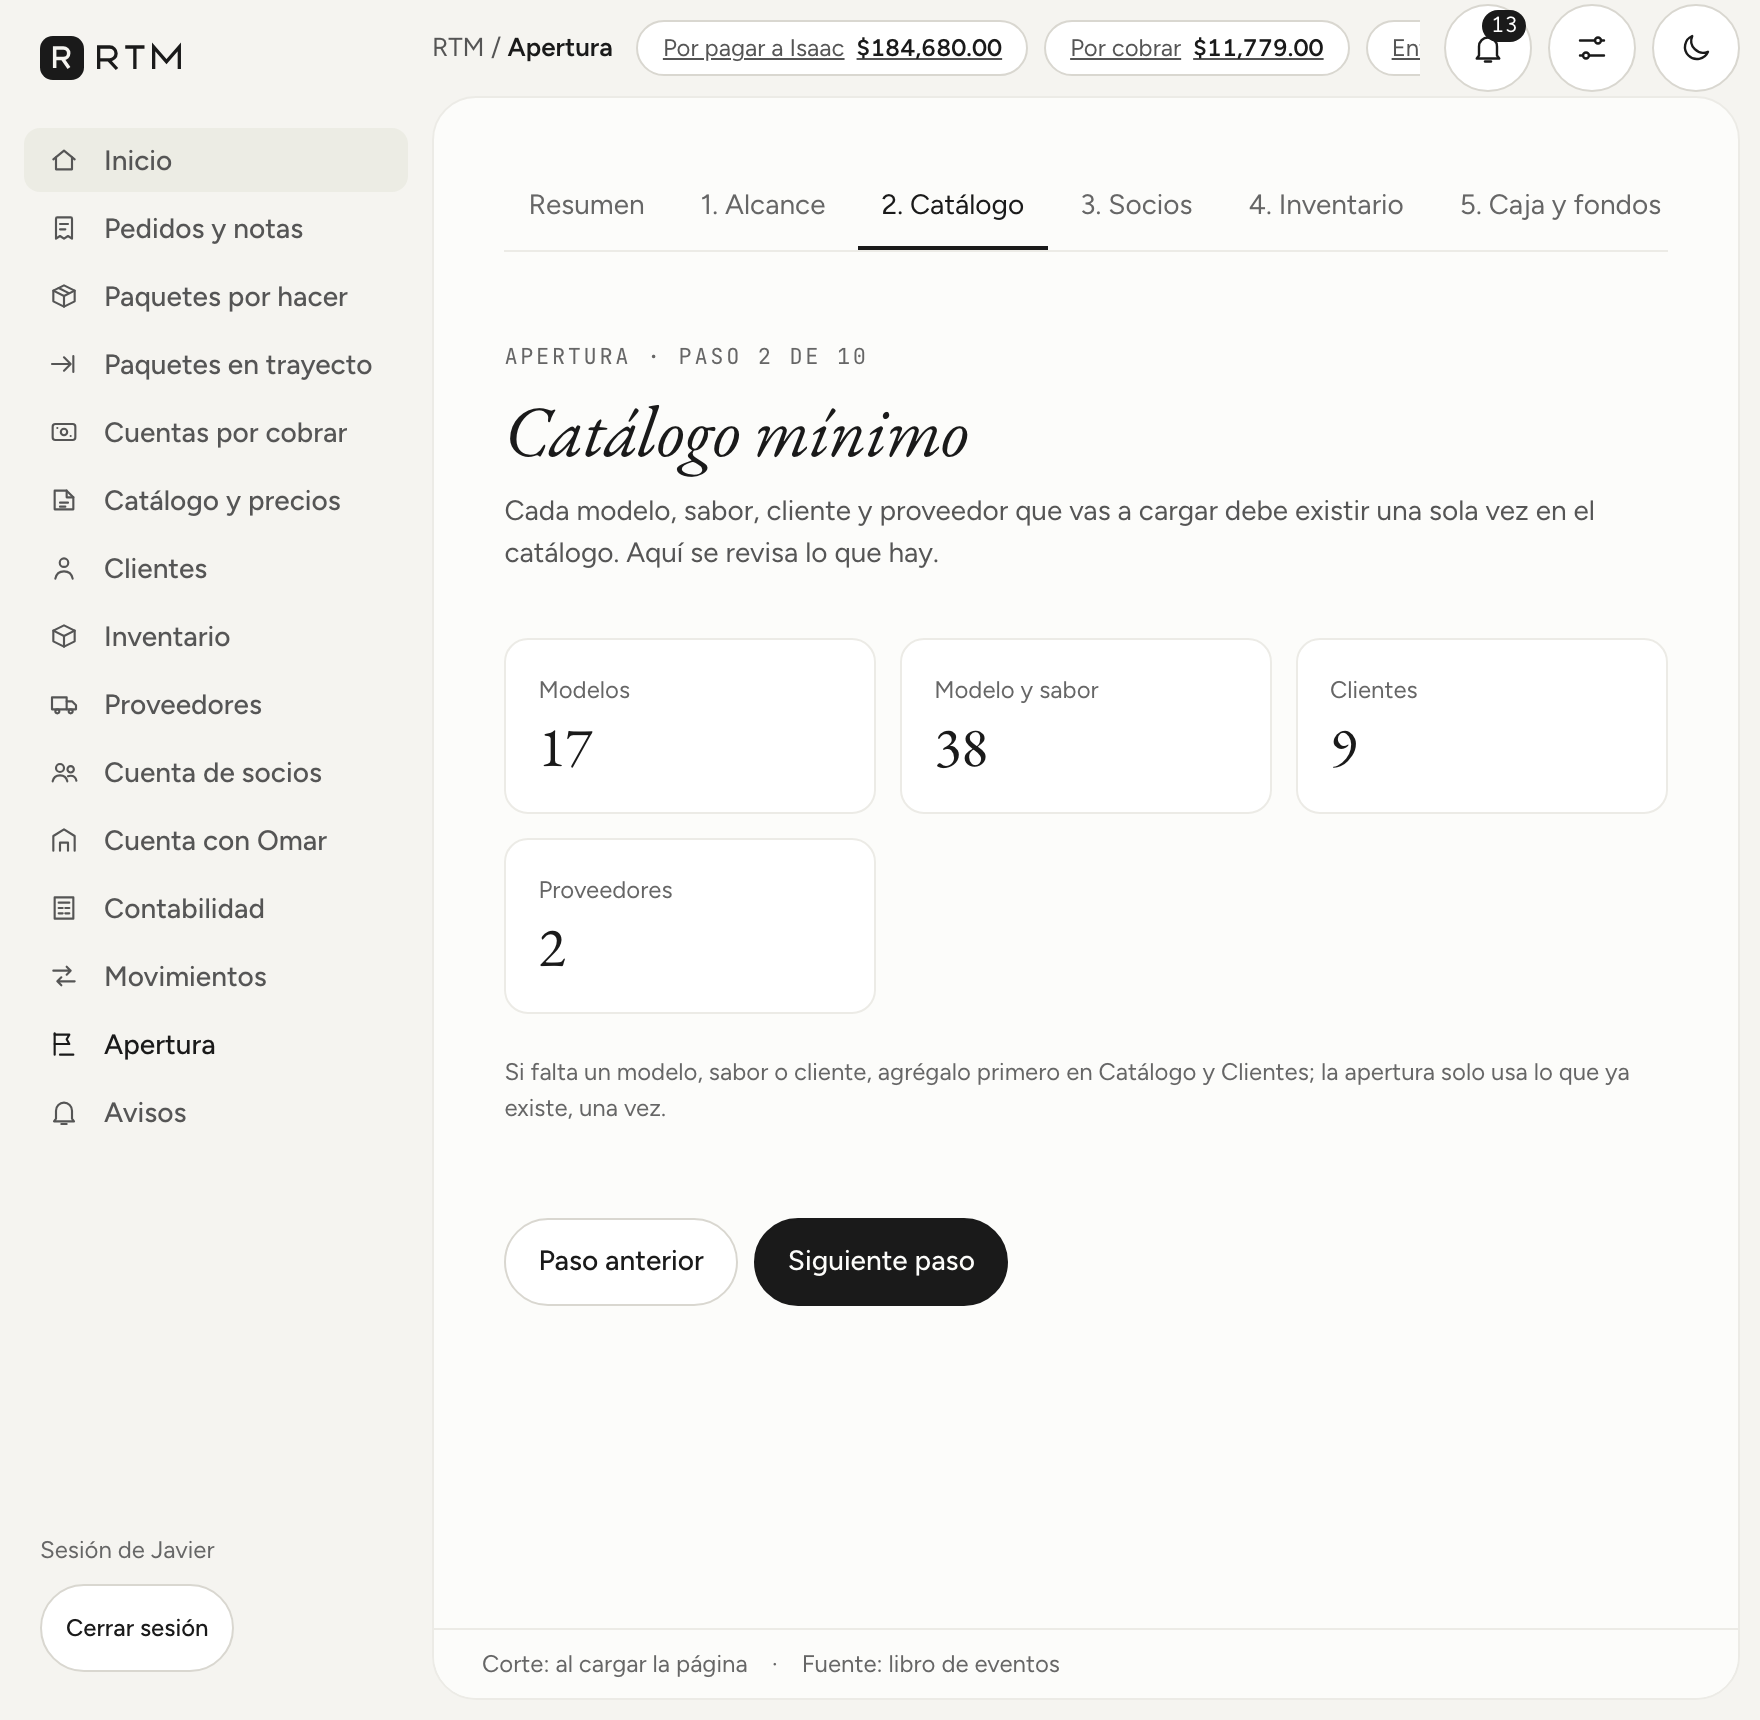 R RTM
RTM / Apertura
Por pagar a Isaac $184,680.00
Por cobrar $11,779.00
En
13
Inicio
Pedidos y notas
Paquetes por hacer
Paquetes en trayecto
Cuentas por cobrar
Catálogo y precios
Clientes
Inventario
Proveedores
Cuenta de socios
Cuenta con Omar
Contabilidad
Movimientos
Apertura
Avisos
Sesión de Javier
Cerrar sesión
Resumen 1. Alcance 2. Catálogo 3. Socios 4. Inventario 5. Caja y fondos
APERTURA · PASO 2 DE 10
Catálogo mínimo
Cada modelo, sabor, cliente y proveedor que vas a cargar debe existir una sola vez en el
catálogo. Aquí se revisa lo que hay.
Modelos
17
Modelo y sabor
38
Clientes
9
Proveedores
2
Si falta un modelo, sabor o cliente, agrégalo primero en Catálogo y Clientes; la apertura solo usa lo que ya
existe, una vez.
Paso anterior
Siguiente paso
Corte: al cargar la página · Fuente: libro de eventos